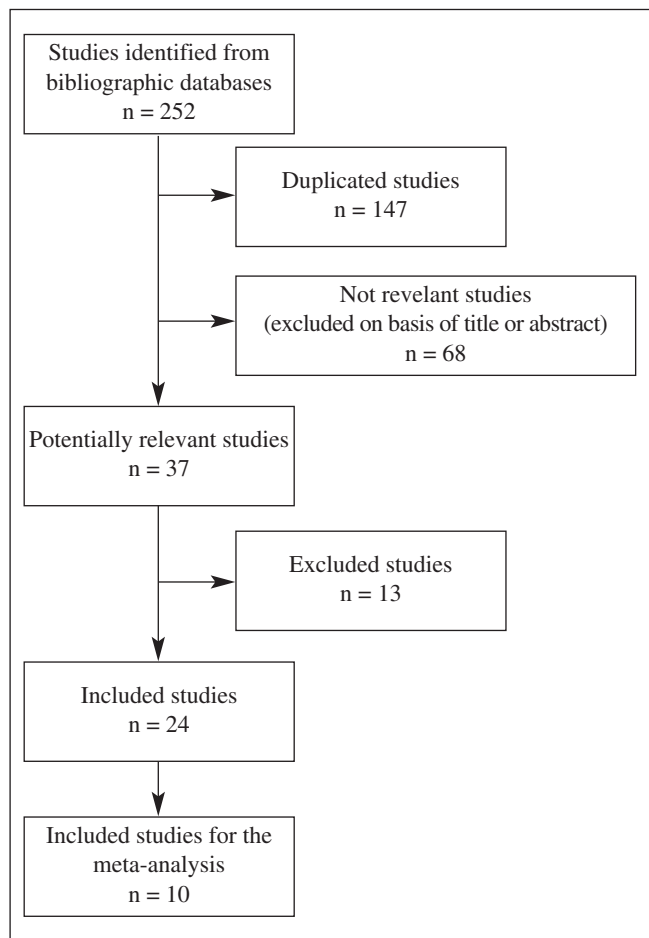 Studies identified from
bibliographic databases
n = 252
Duplicated studies
n = 147
Not revelant studies
(excluded on basis of title or abstract)
n = 68
Potentially relevant studies
n = 37
Excluded studies
n = 13
Included studies
n = 24
Included studies for the
meta-analysis
n = 10